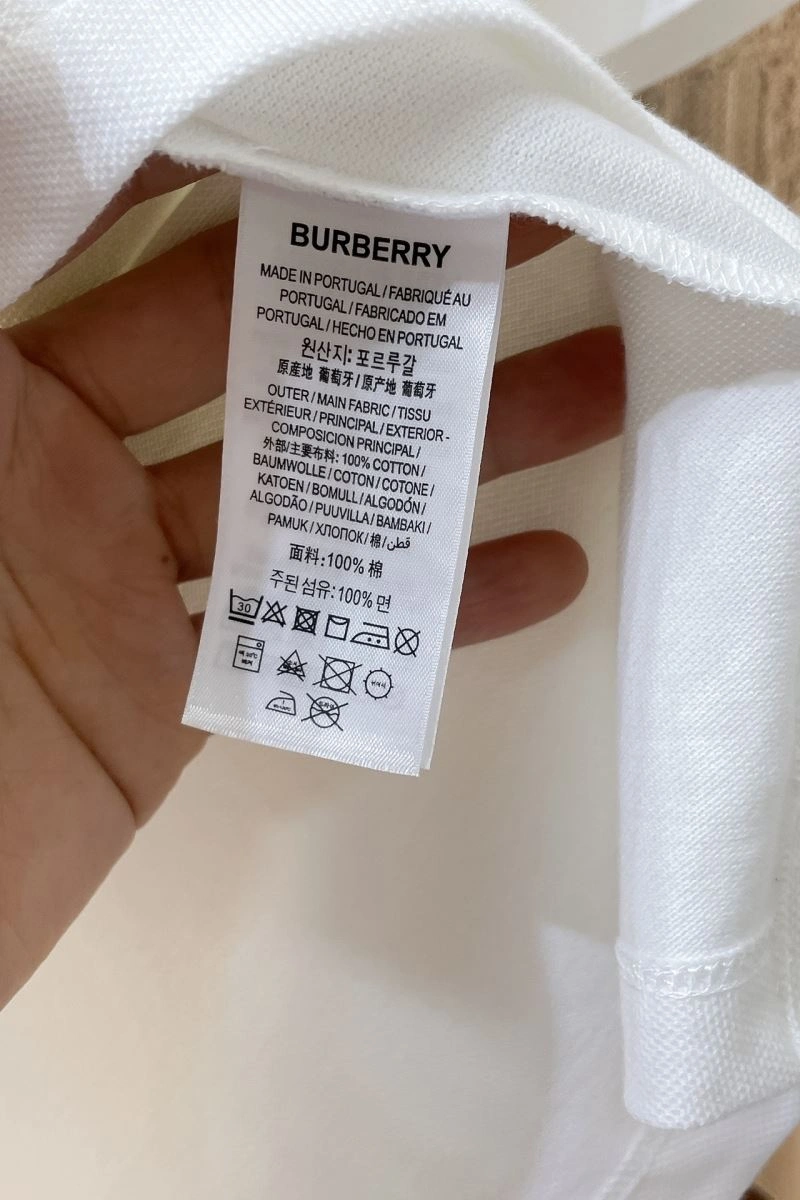 BURBERRY
MADE IN PORTUGAL / FABRIQUÉ AU
PORTUGAL / FABRICADO EM
PORTUGAL / HECHO EN PORTUGAL
원산지: 포르투갈
原産地 葡萄牙 / 原产地 葡萄牙
OUTER / MAIN FABRIC / TISSU
EXTÉRIEUR / PRINCIPAL / EXTERIOR -
COMPOSICION PRINCIPAL /
外部/主要布料: 100% COTTON /
BAUMWOLLE / COTON / COTONE /
KATOEN / BOMULL / ALGODÓN /
ALGODÃO / PUUVILLA / BAMBAKI /
PAMUK / ХЛОПОК / 棉 / قطن
面料: 100% 棉
주된 섬유: 100% 면
30